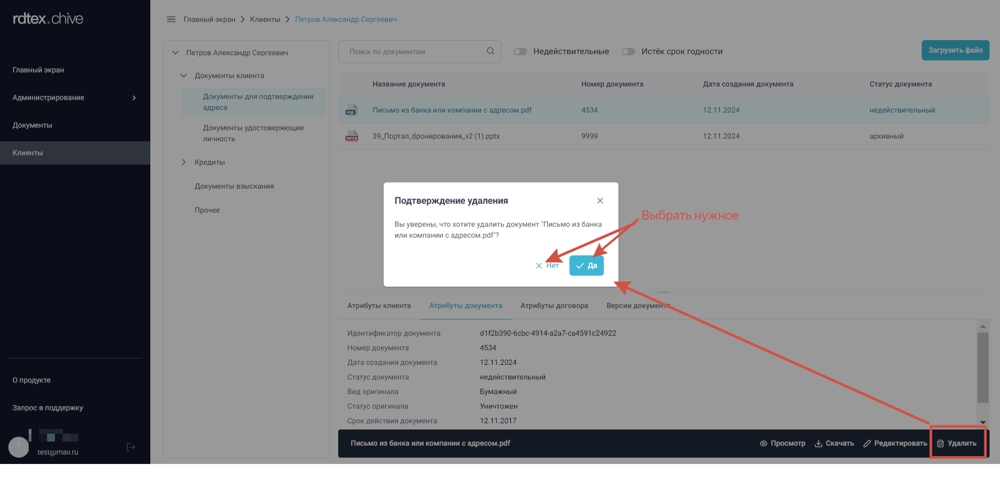 rdtex.chive
Главный экран
Администрирование
Документы
Клиенты
О продукте
Запрос в поддержку
T
test@mail.ru
Главный экран > Клиенты > Петров Александр Сергеевич
Петров Александр Сергеевич
Документы клиента
Документы для подтверждения
адреса
Документы удостоверяющие
личность
Кредиты
Документы взыскания
Прочее
Поиск по документам
Недействительные
Истёк срок годности
Загрузить файл
Название документа Номер документа Дата создания документа Статус документа
PDF Письмо из банка или компании с адресом.pdf 4534 12.11.2024 недействительный
PPTX 39_Портал_бронирования_v2 (1).pptx 9999 12.11.2024 архивный
Подтверждение удаления
Вы уверены, что хотите удалить документ "Письмо из банка
или компании с адресом.pdf"?
Нет Да
Выбрать нужное
Атрибуты клиента Атрибуты документа Атрибуты договора Версии документа
Идентификатор документа d1f2b390-6cbc-4914-a2a7-ca4591c24922
Номер документа 4534
Дата создания документа 12.11.2024
Статус документа недействительный
Вид оригинала Бумажный
Статус оригинала Уничтожен
Срок действия документа 12.11.2017
Письмо из банка или компании с адресом.pdf Просмотр Скачать Редактировать Удалить